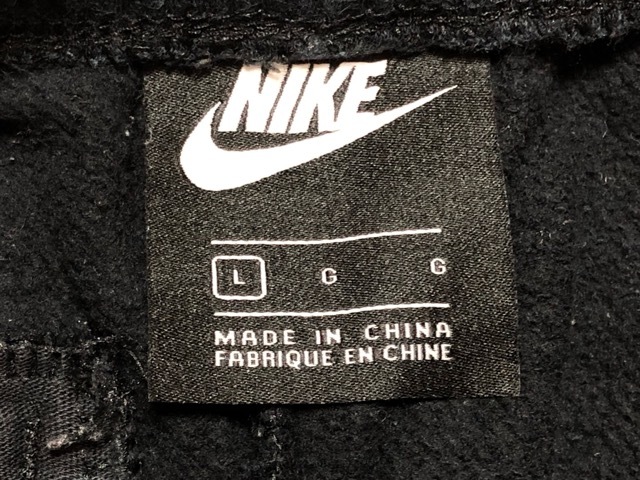 NIKE
L G G
MADE IN CHINA
FABRIQUE EN CHINE